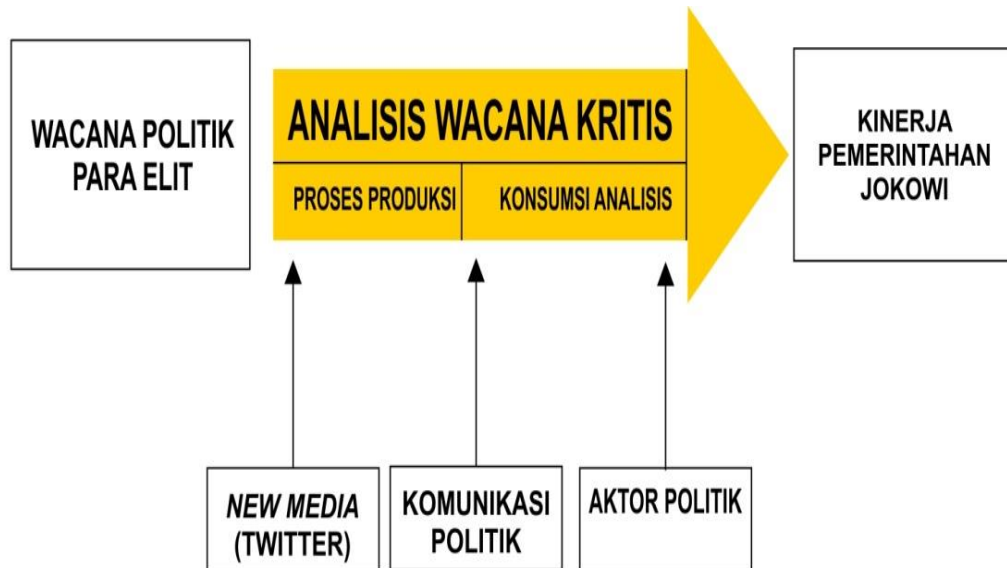 WACANA POLITIK
PARA ELIT
ANALISIS WACANA KRITIS
PROSES PRODUKSI
KONSUMSI ANALISIS
KINERJA
PEMERINTAHAN
JOKOWI
NEW MEDIA
(TWITTER)
KOMUNIKASI
POLITIK
AKTOR POLITIK